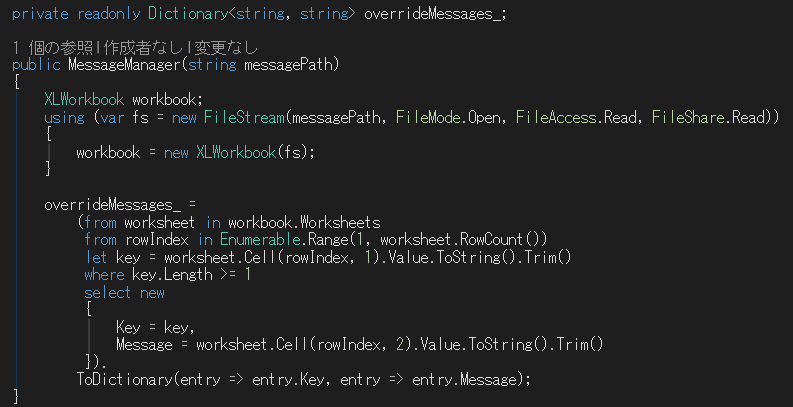 private readonly Dictionary<string, string> overrideMessages_;
1 個の参照|作成者なし|変更なし
public MessageManager(string messagePath)
{
XLWorkbook workbook;
using (var fs = new FileStream(messagePath, FileMode.Open, FileAccess.Read, FileShare.Read))
{
workbook = new XLWorkbook(fs);
}
overrideMessages_ =
(from worksheet in workbook.Worksheets
from rowIndex in Enumerable.Range(1, worksheet.RowCount())
let key = worksheet.Cell(rowIndex, 1).Value.ToString().Trim()
where key.Length >= 1
select new
{
Key = key,
Message = worksheet.Cell(rowIndex, 2).Value.ToString().Trim()
}).
ToDictionary(entry => entry.Key, entry => entry.Message);
}